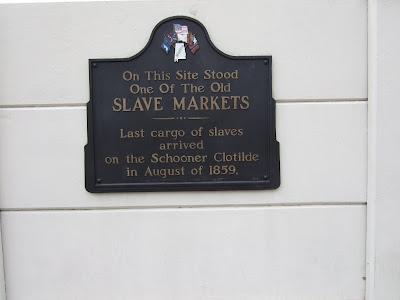 On This Site Stood
One Of The Old
SLAVE MARKETS
Last cargo of slaves
arrived
on the Schooner Clotilde
in August of 1859.